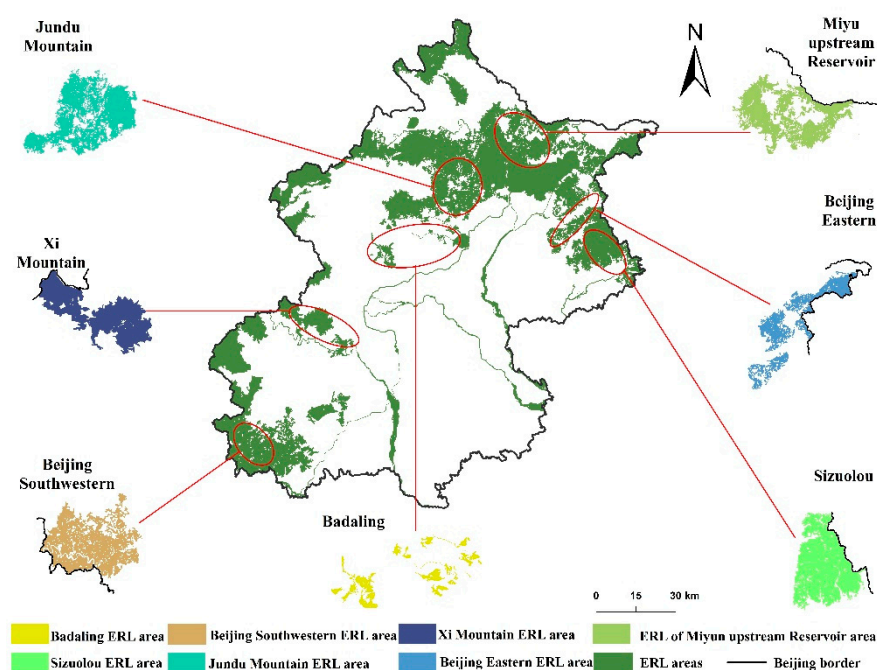 Jundu
Mountain
N
Miyu
upstream
Reservoir
Beijing
Eastern
Xi
Mountain
Beijing
Southwestern
Badaling
Sizuolou
0 15 30 km
Badaling ERL area
Beijing Southwestern ERL area
Xi Mountain ERL area
ERL of Miyun upstream Reservoir area
Sizuolou ERL area
Jundu Mountain ERL area
Beijing Eastern ERL area
ERL areas
Beijing border